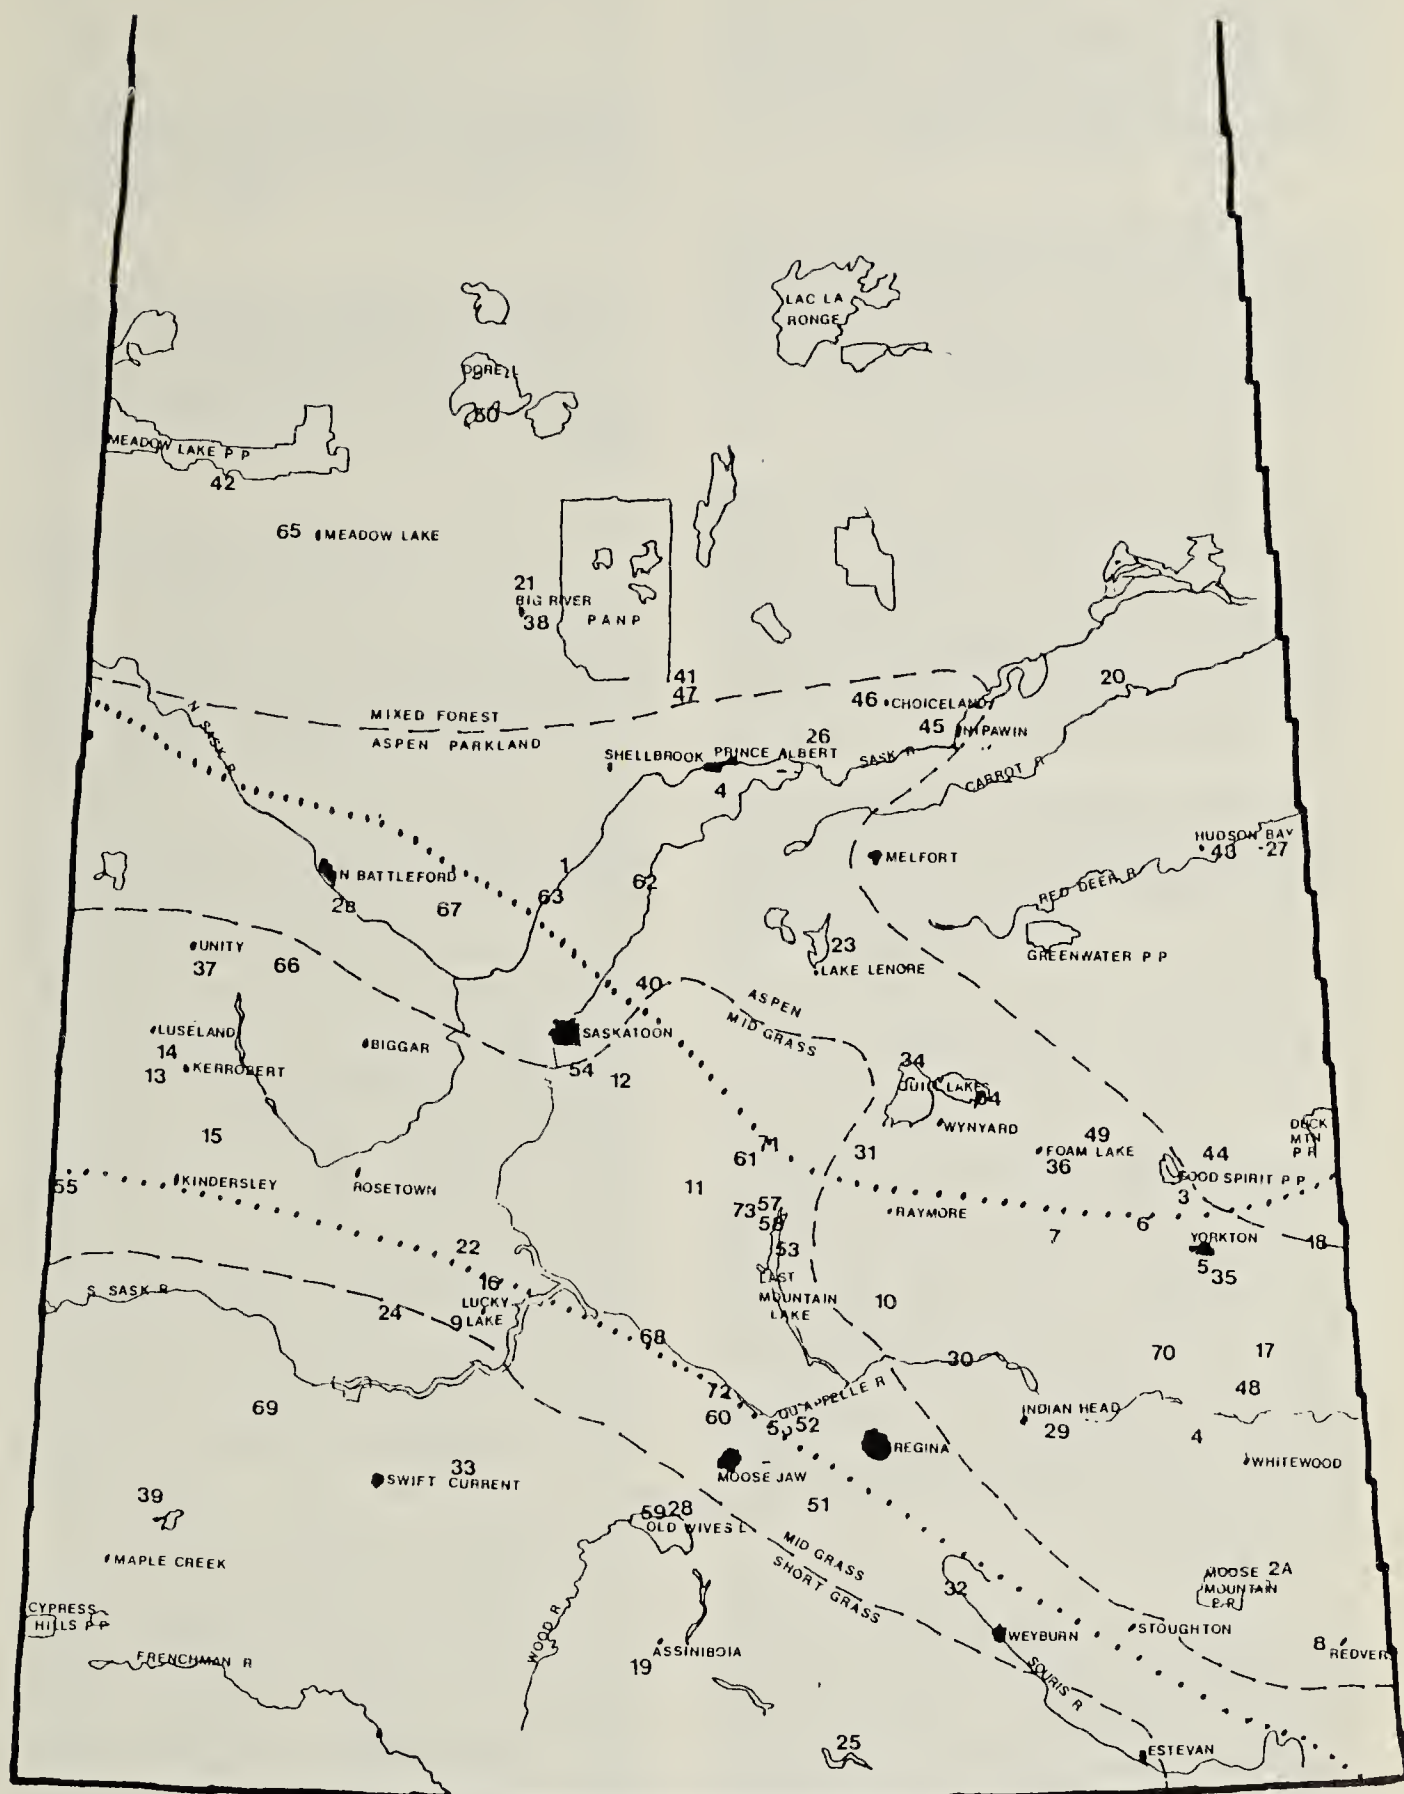 LAC LA
RONGE
DORE
50
MEADOW LAKE P P
42
65 MEADOW LAKE
21
BIG RIVER
38
P A N P
41
47
20
46 CHOICELAND
45 NIPAWIN
N SASK R
MIXED FOREST
ASPEN PARKLAND
26
SHELLBROOK PRINCE ALBERT
SASK R
4
CARROT R
HUDSON BAY
43 27
MELFORT
1
62
63
N BATTLEFORD
28
67
RED DEER R
GREENWATER P P
UNITY
37
66
23
LAKE LENORE
40
ASPEN
MID GRASS
LUSELAND
14
KERROBERT
13
BIGGAR
SASKATOON
54
12
34
QUILL LAKES
64
WYNYARD
15
71
61
31
49
FOAM LAKE
36
44
DUCK
MTN
P R
GOOD SPIRIT P P
3
55
KINDERSLEY
ROSETOWN
11
73 57
58
53
RAYMORE
7
6
YORKTON
5 35
18
22
16
LUCKY
LAKE
9
24
LAST
MOUNTAIN
LAKE
10
S SASK R
68
30
70
17
48
69
72
60
QU'APPELLE R
5
52
INDIAN HEAD
29
4
WHITEWOOD
REGINA
MOOSE JAW
33
SWIFT CURRENT
39
51
59 28
OLD WIVES L
MAPLE CREEK
MID GRASS
SHORT GRASS
32
MOOSE 2A
MOUNTAIN
P R
CYPRESS
HILLS P P
WOOD R
WEYBURN
STOUGHTON
8
REDVER
FRENCHMAN R
ASSINIBOIA
19
SOURIS R
25
ESTEVAN